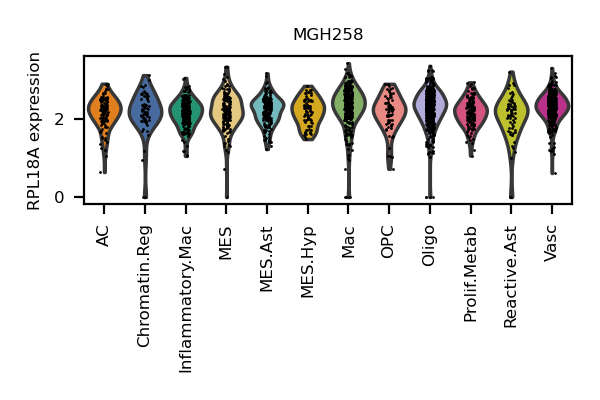 MGH258
RPL18A expression
2
0
AC
Chromatin.Reg
Inflammatory.Mac
MES
MES.Ast
MES.Hyp
Mac
OPC
Oligo
Prolif.Metab
Reactive.Ast
Vasc